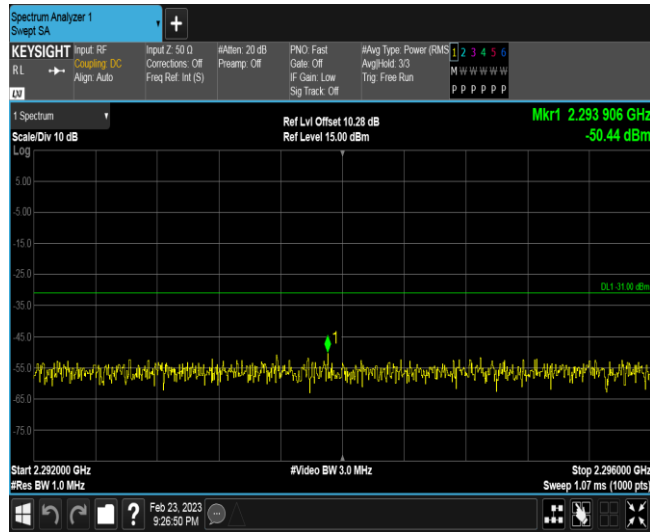 Spectrum Analyzer 1
Swept SA
+
KEYSIGHT Input: RF Input Z: 50 Ω #Atten: 20 dB PNO: Fast #Avg Type: Power (RMS 1 2 3 4 5 6
RL Coupling: DC Corrections: Off Preamp: Off Gate: Off Avg|Hold: 3/3 M W W W W W
Align: Auto Freq Ref: Int (S) IF Gain: Low Trig: Free Run
LXI Sig Track: Off P P P P P P
1 Spectrum Ref Lvl Offset 10.28 dB Mkr1 2.293 906 GHz
Scale/Div 10 dB Ref Level 15.00 dBm -50.44 dBm
Log
5.00
-5.00
-15.0
-25.0
DL1 -31.00 dBm
-35.0
1
-45.0
-55.0
-65.0
-75.0
Start 2.292000 GHz #Video BW 3.0 MHz Stop 2.296000 GHz
#Res BW 1.0 MHz Sweep 1.07 ms (1000 pts)
? Feb 23, 2023
9:26:50 PM